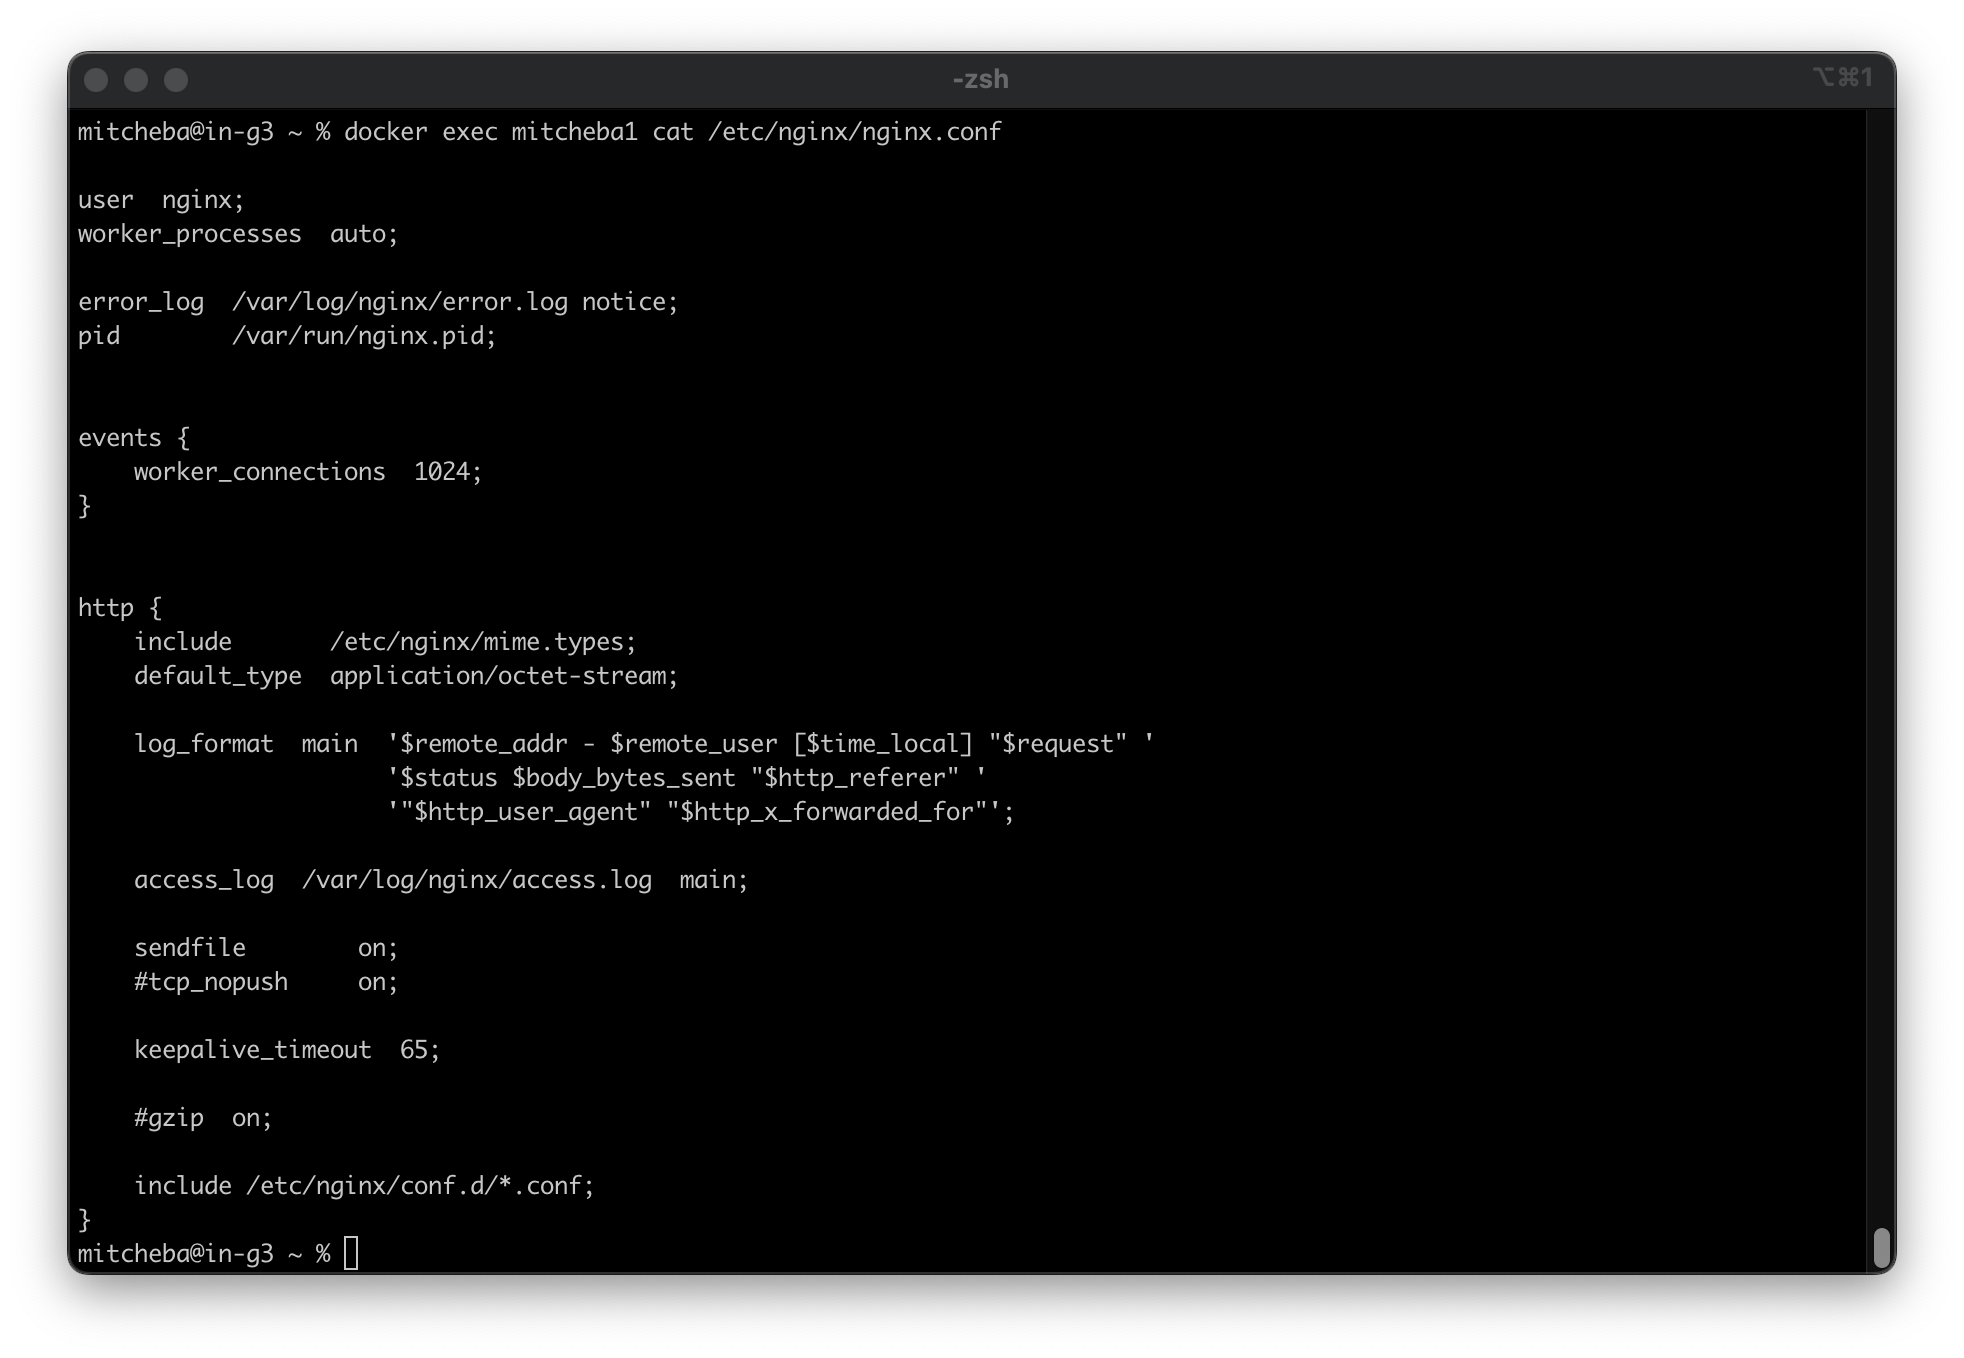 -zsh ⌥⌘1
mitcheba@in-g3 ~ % docker exec mitcheba1 cat /etc/nginx/nginx.conf

user  nginx;
worker_processes  auto;

error_log  /var/log/nginx/error.log notice;
pid        /var/run/nginx.pid;


events {
    worker_connections  1024;
}


http {
    include       /etc/nginx/mime.types;
    default_type  application/octet-stream;

    log_format  main  '$remote_addr - $remote_user [$time_local] "$request" '
                      '$status $body_bytes_sent "$http_referer" '
                      '"$http_user_agent" "$http_x_forwarded_for"';

    access_log  /var/log/nginx/access.log  main;

    sendfile        on;
    #tcp_nopush     on;

    keepalive_timeout  65;

    #gzip  on;

    include /etc/nginx/conf.d/*.conf;
}
mitcheba@in-g3 ~ %